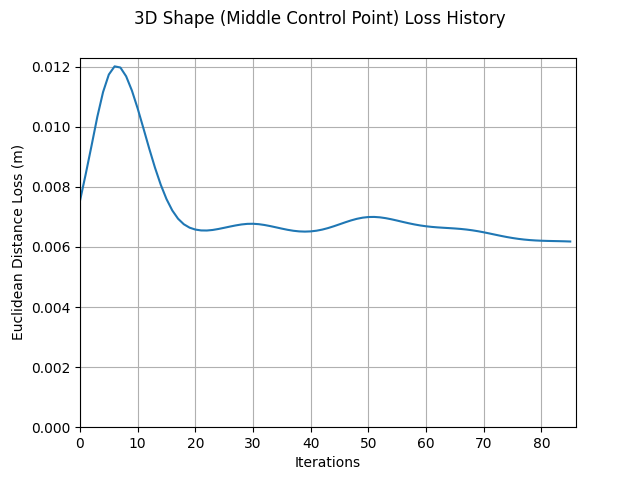 3D Shape (Middle Control Point) Loss History
0.012
0.010
0.008
0.006
0.004
0.002
0.000
Euclidean Distance Loss (m)
0 10 20 30 40 50 60 70 80
Iterations